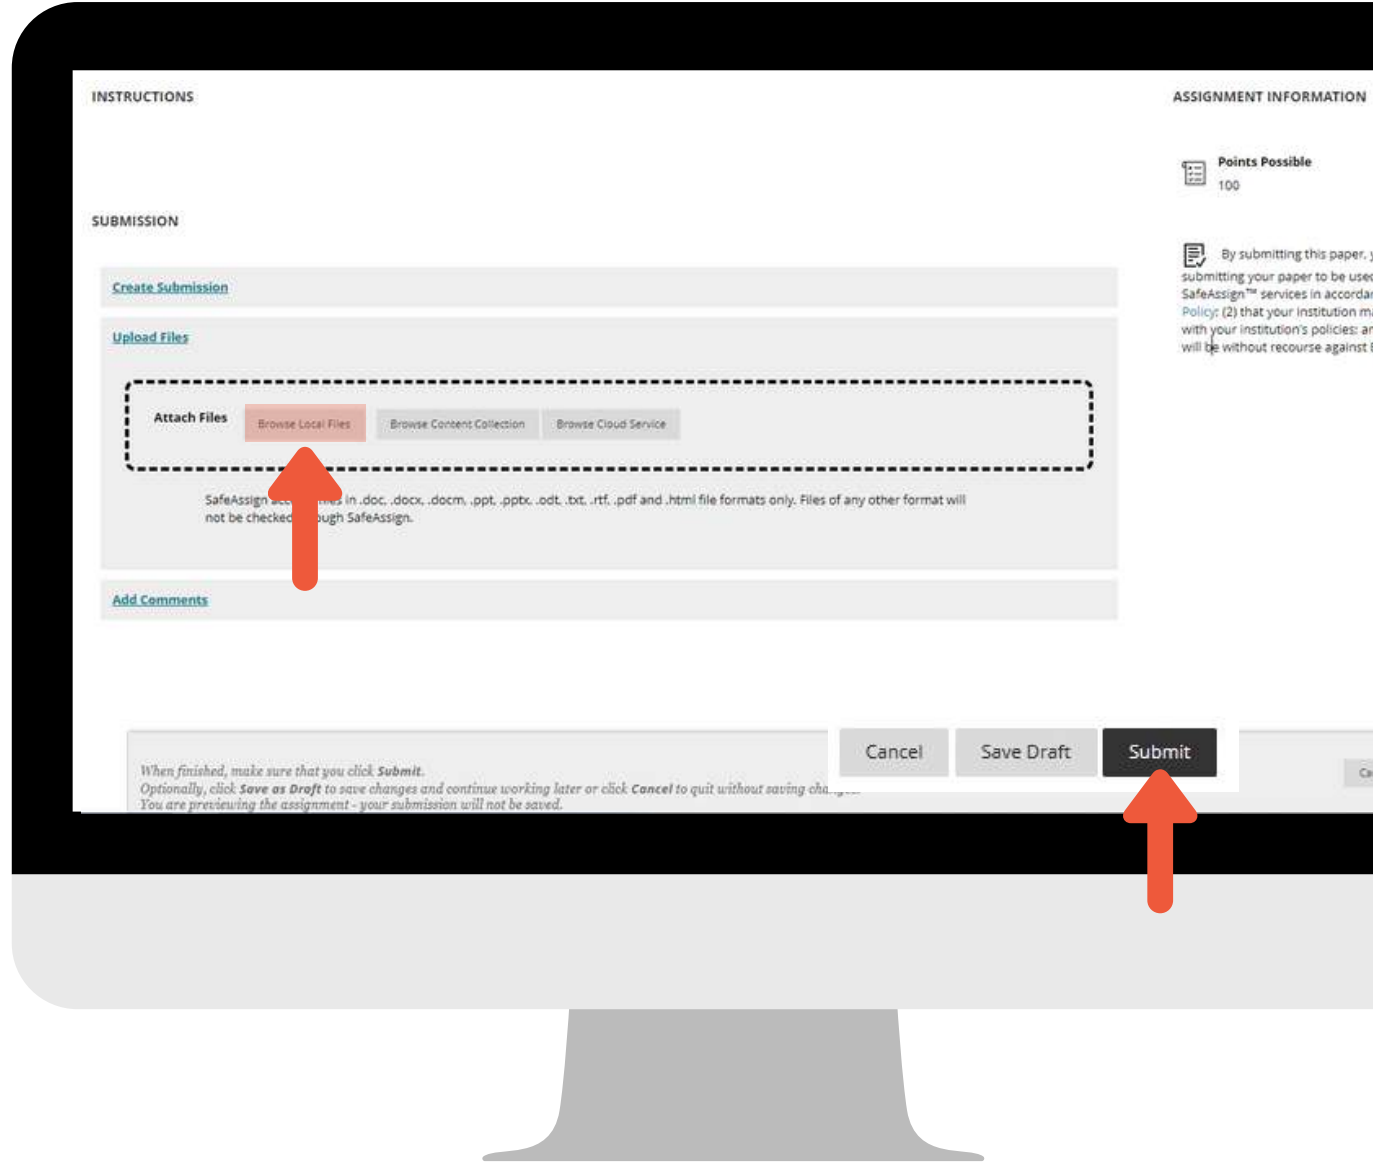 INSTRUCTIONS
ASSIGNMENT INFORMATION
Points Possible
100
SUBMISSION
By submitting this paper, y
submitting your paper to be use
SafeAssign™ services in accorda
Policy; (2) that your institution m
with your institution's policies; a
will be without recourse against
Create Submission
Upload Files
Attach Files Browse Local Files Browse Content Collection Browse Cloud Service
SafeAssign in .doc, .docx, .docm, .ppt, .pptx, .odt, .txt, .rtf, .pdf and .html file formats only. Files of any other format will
not be checked ough SafeAssign.
Add Comments
Cancel Save Draft Submit
When finished, make sure that you click Submit.
Optionally, click Save as Draft to save changes and continue working later or click Cancel to quit without saving
You are previewing the assignment - your submission will not be saved.
Ca